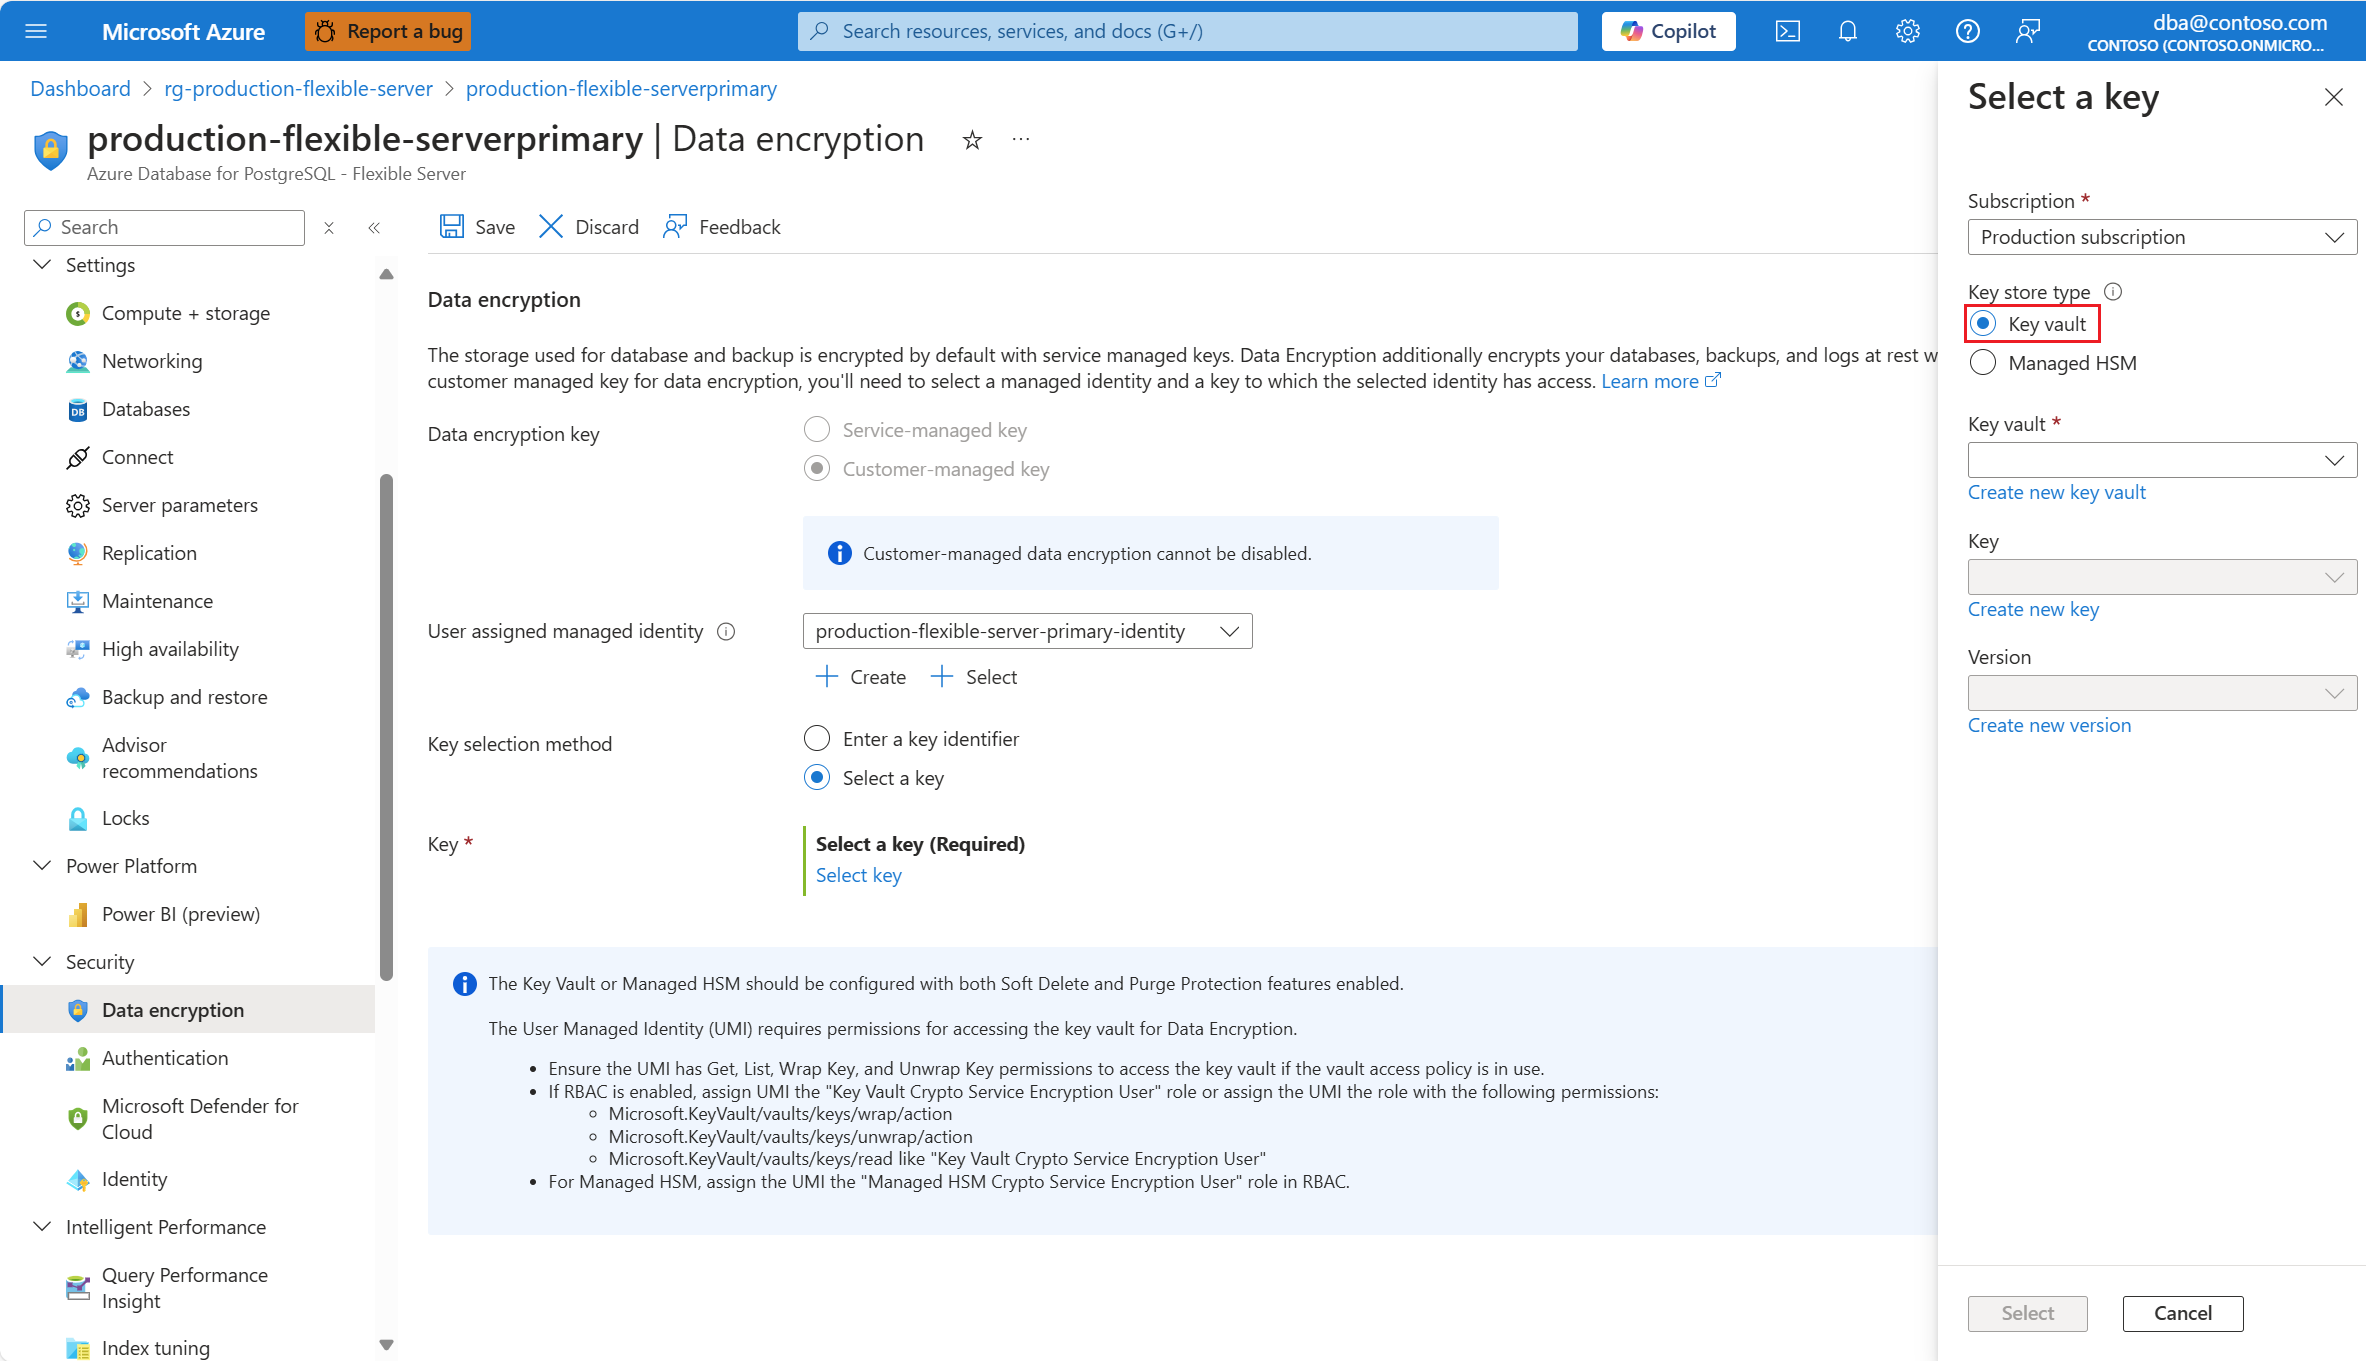 Microsoft Azure
Report a bug
Search resources, services, and docs (G+/)
Copilot
dba@contoso.com
CONTOSO (CONTOSO.ONMICRO...
Dashboard > rg-production-flexible-server > production-flexible-serverprimary
production-flexible-serverprimary | Data encryption
Azure Database for PostgreSQL - Flexible Server
Search
Settings
Compute + storage
Networking
Databases
Connect
Server parameters
Replication
Maintenance
High availability
Backup and restore
Advisor
recommendations
Locks
Power Platform
Power BI (preview)
Security
Data encryption
Authentication
Microsoft Defender for
Cloud
Identity
Intelligent Performance
Query Performance
Insight
Index tuning
Save
Discard
Feedback
Data encryption
The storage used for database and backup is encrypted by default with service managed keys. Data Encryption additionally encrypts your databases, backups, and logs at rest w
customer managed key for data encryption, you'll need to select a managed identity and a key to which the selected identity has access. Learn more
Data encryption key
Service-managed key
Customer-managed key
Customer-managed data encryption cannot be disabled.
User assigned managed identity
production-flexible-server-primary-identity
Create
Select
Key selection method
Enter a key identifier
Select a key
Key *
Select a key (Required)
Select key
The Key Vault or Managed HSM should be configured with both Soft Delete and Purge Protection features enabled.
The User Managed Identity (UMI) requires permissions for accessing the key vault for Data Encryption.
• Ensure the UMI has Get, List, Wrap Key, and Unwrap Key permissions to access the key vault if the vault access policy is in use.
• If RBAC is enabled, assign UMI the "Key Vault Crypto Service Encryption User" role or assign the UMI the role with the following permissions:
◦ Microsoft.KeyVault/vaults/keys/wrap/action
◦ Microsoft.KeyVault/vaults/keys/unwrap/action
◦ Microsoft.KeyVault/vaults/keys/read like "Key Vault Crypto Service Encryption User"
• For Managed HSM, assign the UMI the "Managed HSM Crypto Service Encryption User" role in RBAC.
Select a key
Subscription *
Production subscription
Key store type
Key vault
Managed HSM
Key vault *
Create new key vault
Key
Create new key
Version
Create new version
Select
Cancel